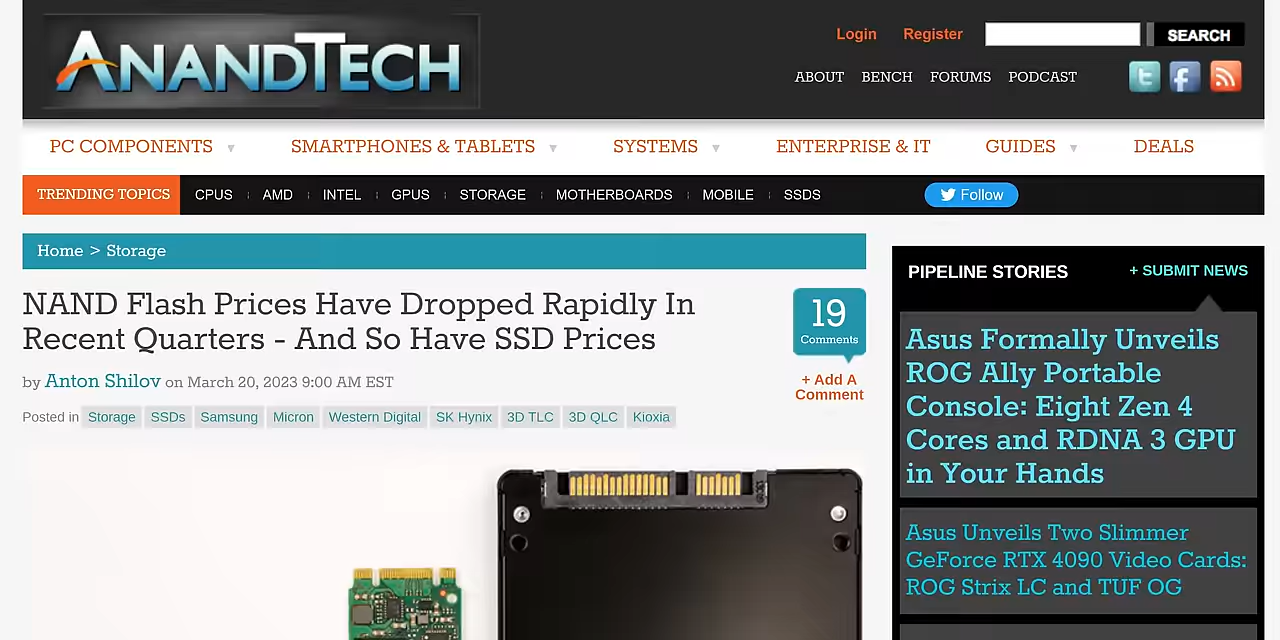 ANANDTECH
Login Register SEARCH
ABOUT BENCH FORUMS PODCAST
PC COMPONENTS SMARTPHONES & TABLETS SYSTEMS ENTERPRISE & IT GUIDES DEALS
TRENDING TOPICS CPUS AMD INTEL GPUS STORAGE MOTHERBOARDS MOBILE SSDS Follow
Home > Storage
NAND Flash Prices Have Dropped Rapidly In
Recent Quarters - And So Have SSD Prices
by Anton Shilov on March 20, 2023 9:00 AM EST
Posted in Storage SSDs Samsung Micron Western Digital SK Hynix 3D TLC 3D QLC Kioxia
19
Comments
+ Add A
Comment
PIPELINE STORIES + SUBMIT NEWS
Asus Formally Unveils
ROG Ally Portable
Console: Eight Zen 4
Cores and RDNA 3 GPU
in Your Hands
Asus Unveils Two Slimmer
GeForce RTX 4090 Video Cards:
ROG Strix LC and TUF OG